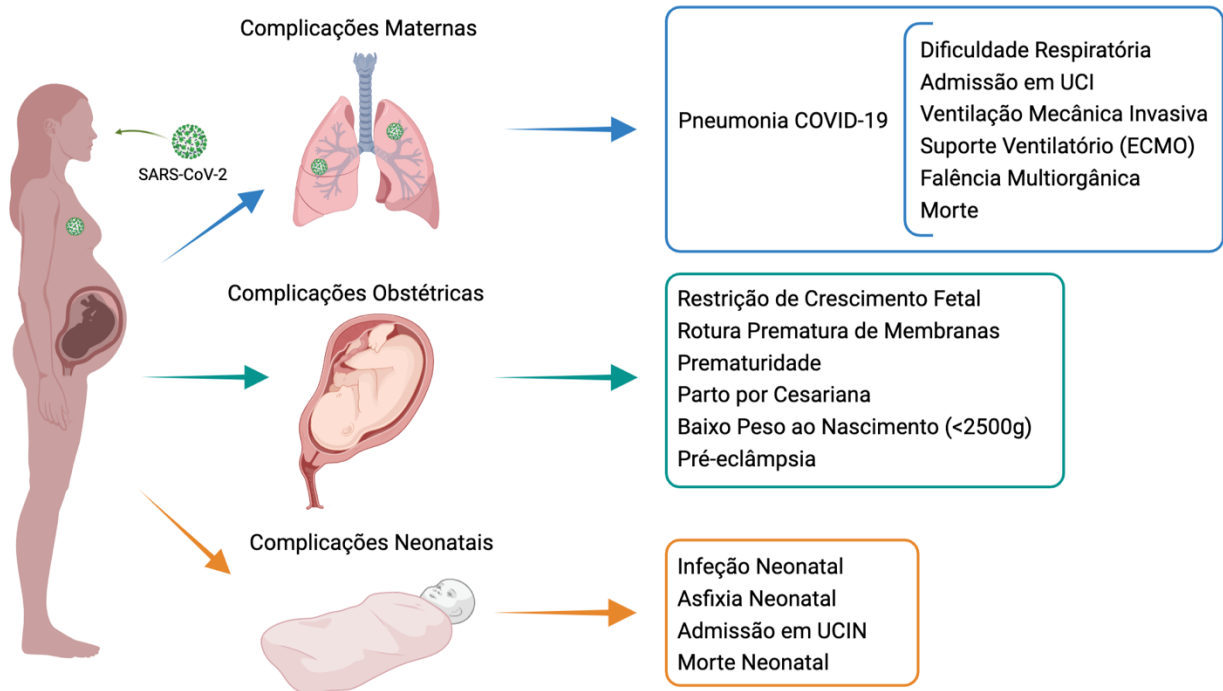 Complicações Maternas
SARS-CoV-2
Pneumonia COVID-19
Dificuldade Respiratória
Admissão em UCI
Ventilação Mecânica Invasiva
Suporte Ventilatório (ECMO)
Falência Multiorgânica
Morte
Complicações Obstétricas
Restrição de Crescimento Fetal
Rotura Prematura de Membranas
Prematuridade
Parto por Cesariana
Baixo Peso ao Nascimento (<2500g)
Pré-eclâmpsia
Complicações Neonatais
Infeção Neonatal
Asfixia Neonatal
Admissão em UCIN
Morte Neonatal